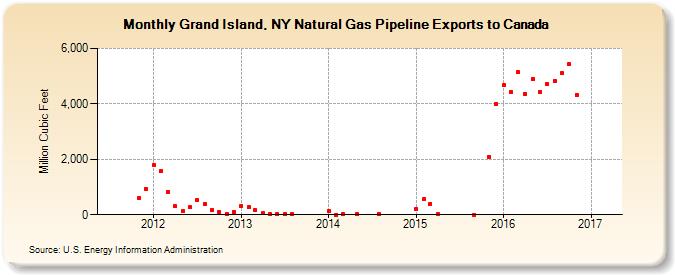 Monthly Grand Island, NY Natural Gas Pipeline Exports to Canada
Million Cubic Feet
6,000
4,000
2,000
0
2012 2013 2014 2015 2016 2017
Source: U.S. Energy Information Administration